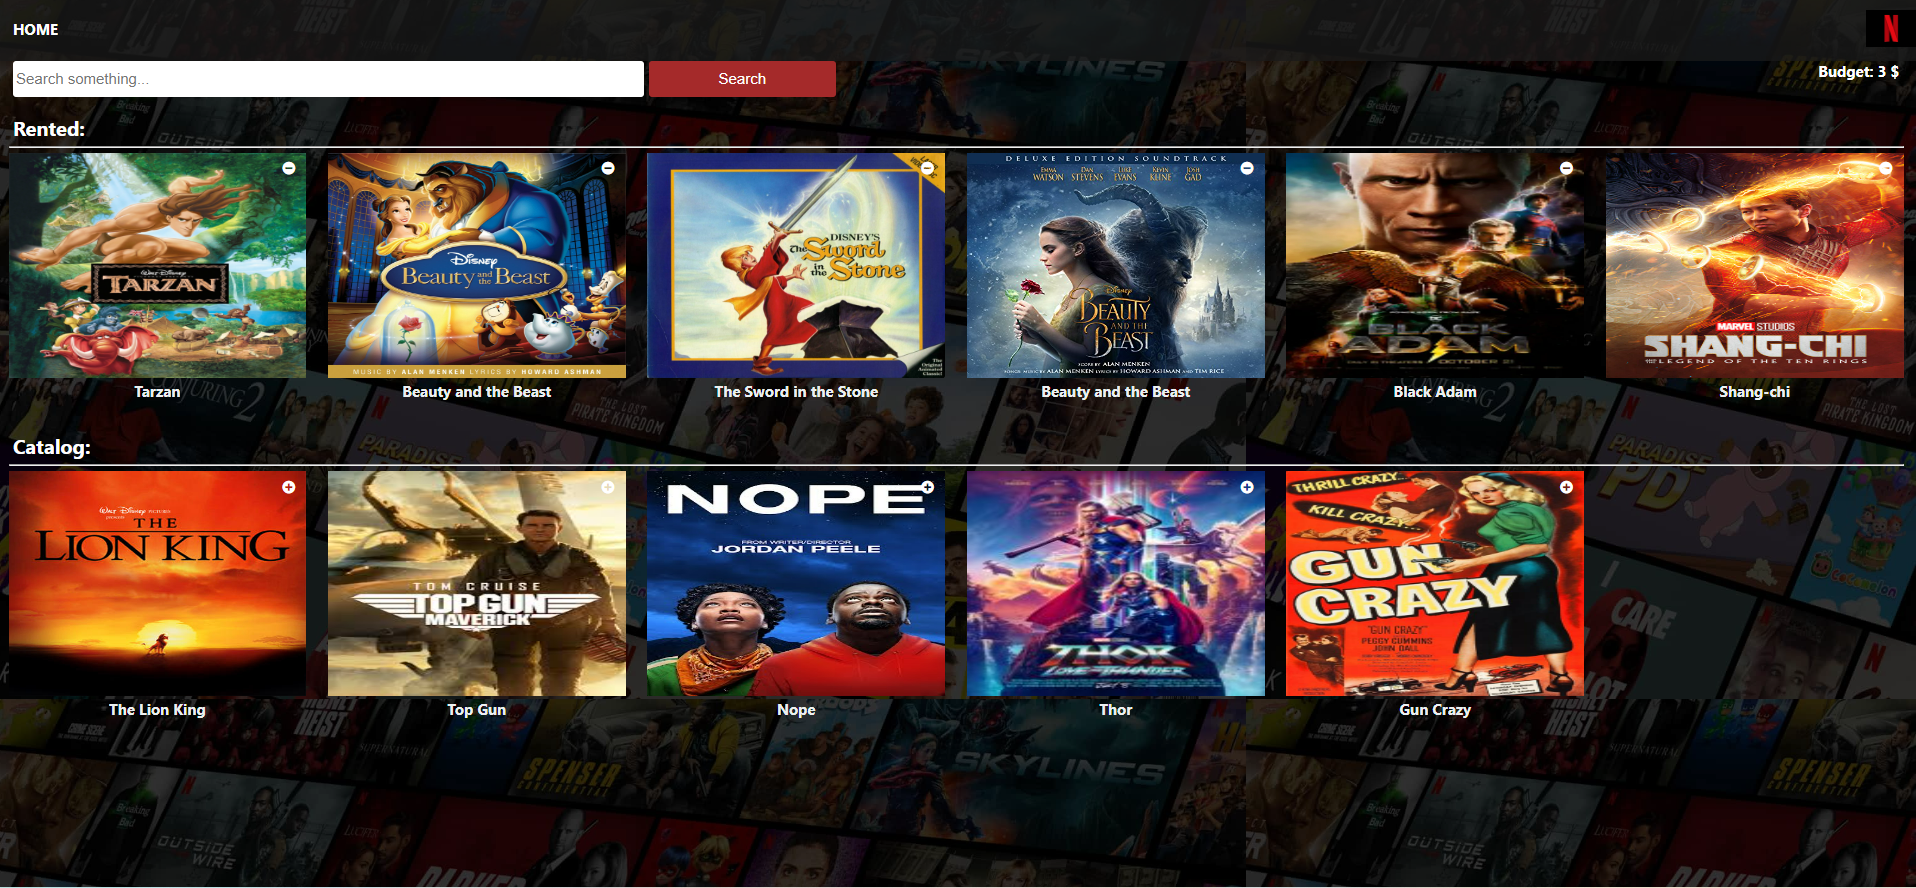 HOME
N
Search something...
Search
Budget: 3 $
Rented:
Walt Disney
TARZAN
Disney
Beauty and the Beast
MUSIC BY ALAN MENKEN LYRICS BY HOWARD ASHMAN
DISNEY'S
The Sword
in the Stone
DELUXE EDITION SOUNDTRACK
EMMA WATSON DAN STEVENS LUKE EVANS KEVIN KLINE JOSH GAD
Disney
BEAUTY
AND THE
BEAST
SCORE BY ALAN MENKEN
SONGS: MUSIC BY ALAN MENKEN LYRICS BY HOWARD ASHMAN AND TIM RICE
BLACK
ADAM
OCTOBER 21
MARVEL STUDIOS
SHANG-CHI
AND THE LEGEND OF THE TEN RINGS
Tarzan
Beauty and the Beast
The Sword in the Stone
Beauty and the Beast
Black Adam
Shang-chi
Catalog:
WALT DISNEY PICTURES
presents
THE
LION KING
TOM CRUISE
TOP GUN
MAVERICK
NOPE
FROM WRITER/DIRECTOR
JORDAN PEELE
THOR
LOVE AND THUNDER
THRILL CRAZY...
KILL CRAZY...
GUN
CRAZY
"GUN CRAZY"
PEGGY CUMMINS
JOHN DALL
The Lion King
Top Gun
Nope
Thor
Gun Crazy
SKYLINES
SPENSER
CONFIDENTIAL
Breaking
Bad
OUTSIDE
WIRE
LUCIFER
THE LOST
PIRATE KINGDOM
PARADISE
PD
I
CARE
Cocomelon
MONEY
HEIST
SUPERNATURAL